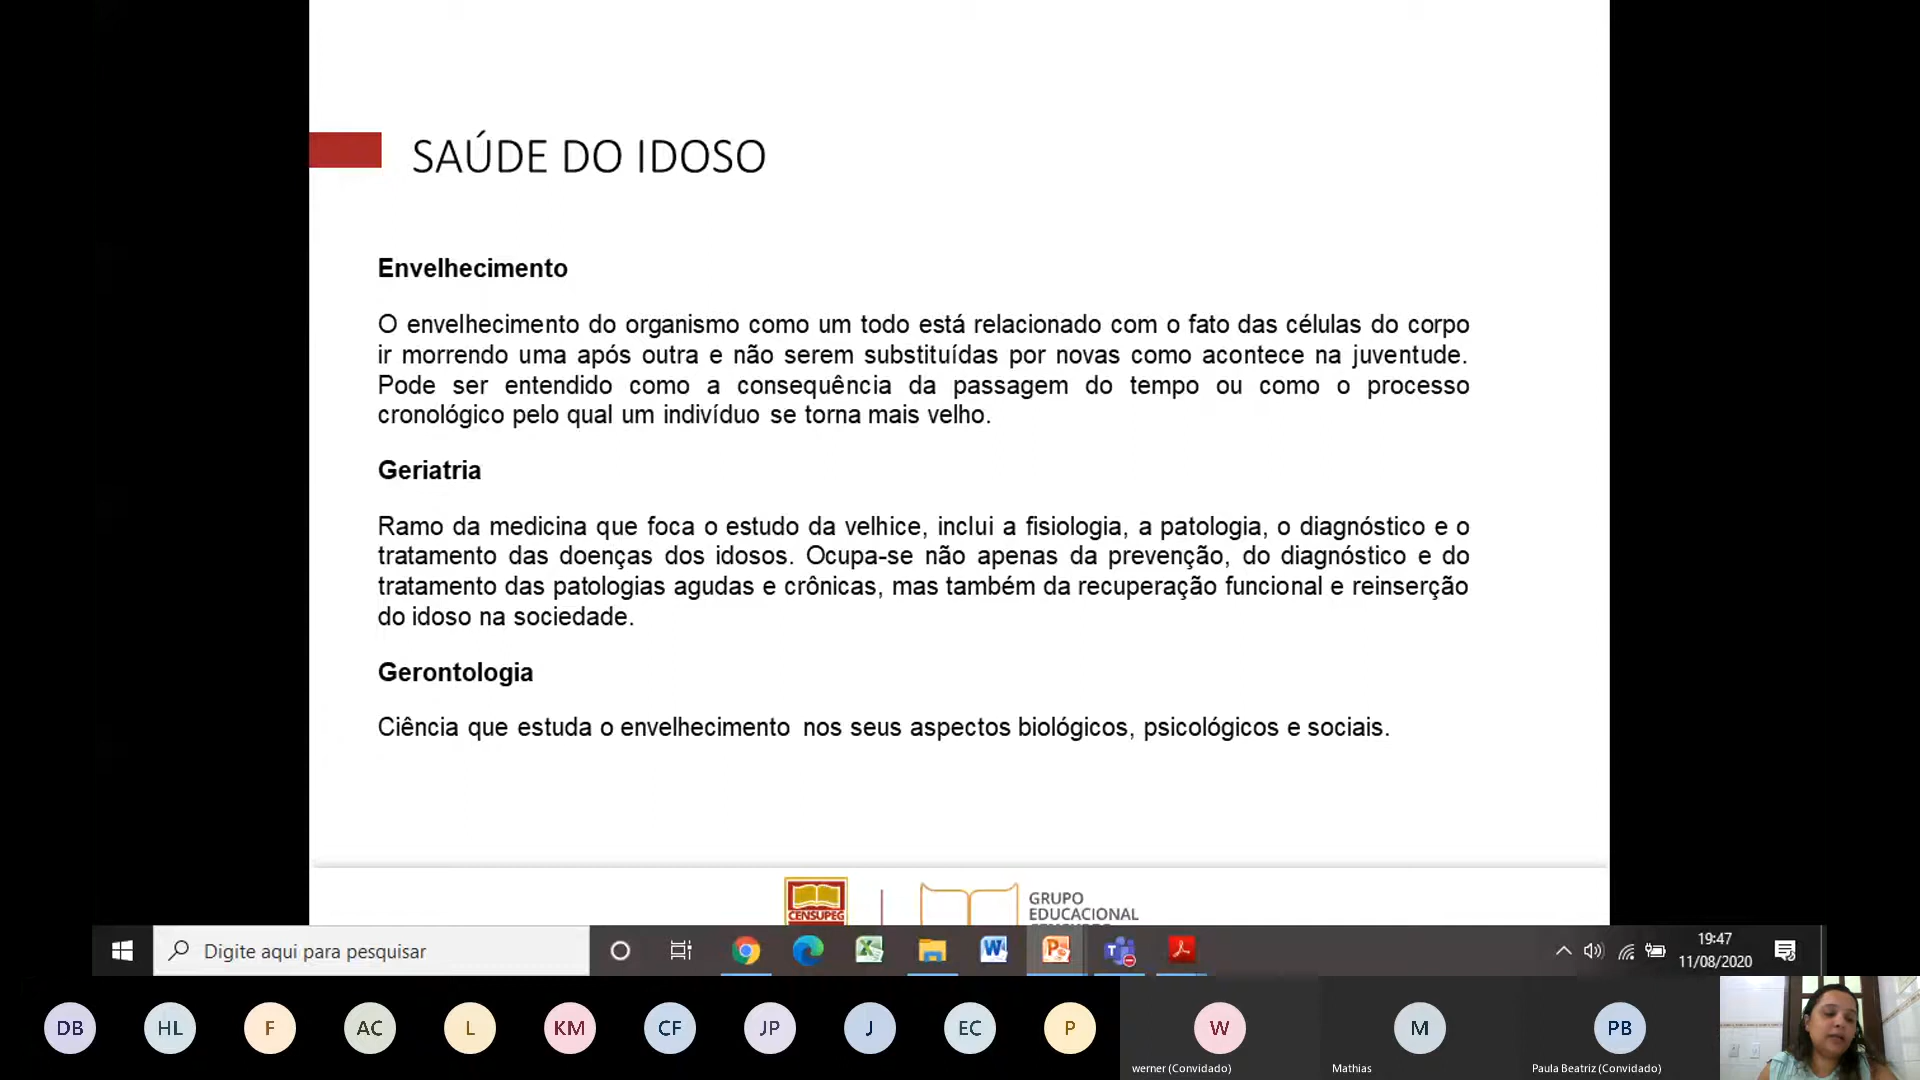 SAÚDE DO IDOSO
Envelhecimento
O envelhecimento do organismo como um todo está relacionado com o fato das células do corpo
ir morrendo uma após outra e não serem substituídas por novas como acontece na juventude.
Pode ser entendido como a consequência da passagem do tempo ou como o processo
cronológico pelo qual um indivíduo se torna mais velho.
Geriatria
Ramo da medicina que foca o estudo da velhice, inclui a fisiologia, a patologia, o diagnóstico e o
tratamento das doenças dos idosos. Ocupa-se não apenas da prevenção, do diagnóstico e do
tratamento das patologias agudas e crônicas, mas também da recuperação funcional e reinserção
do idoso na sociedade.
Gerontologia
Ciência que estuda o envelhecimento nos seus aspectos biológicos, psicológicos e sociais.
CENSUPEG
GRUPO
EDUCACIONAL
Digite aqui para pesquisar
19:47
11/08/2020
DB HL F AC L KM CF JP J EC P W M PB
werner (Convidado) Mathias Paula Beatriz (Convidado)